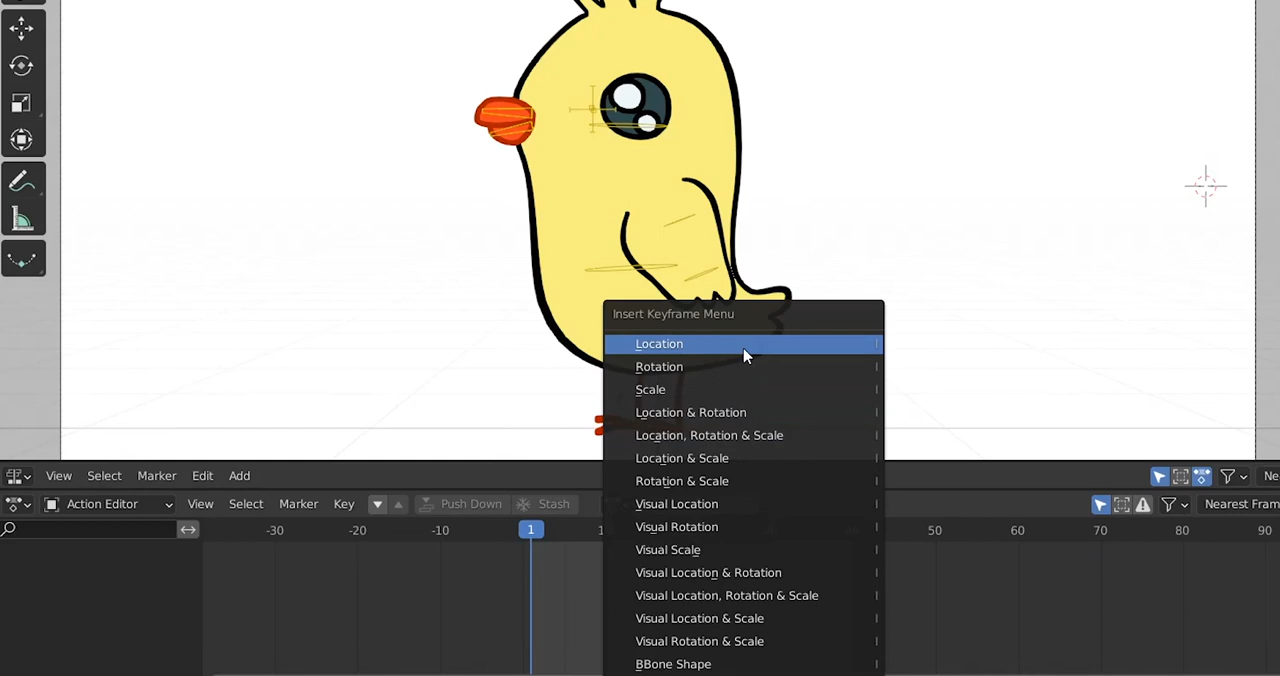 Insert Keyframe Menu
Location I
Rotation I
Scale I
Location & Rotation I
Location, Rotation & Scale I
Location & Scale I
Rotation & Scale I
Visual Location I
Visual Rotation I
Visual Scale I
Visual Location & Rotation I
Visual Location, Rotation & Scale I
Visual Location & Scale I
Visual Rotation & Scale I
BBone Shape I
View Select Marker Edit Add Ne
Action Editor View Select Marker Key Push Down Stash Nearest Fram
-30 -20 -10 1 50 60 70 80 90